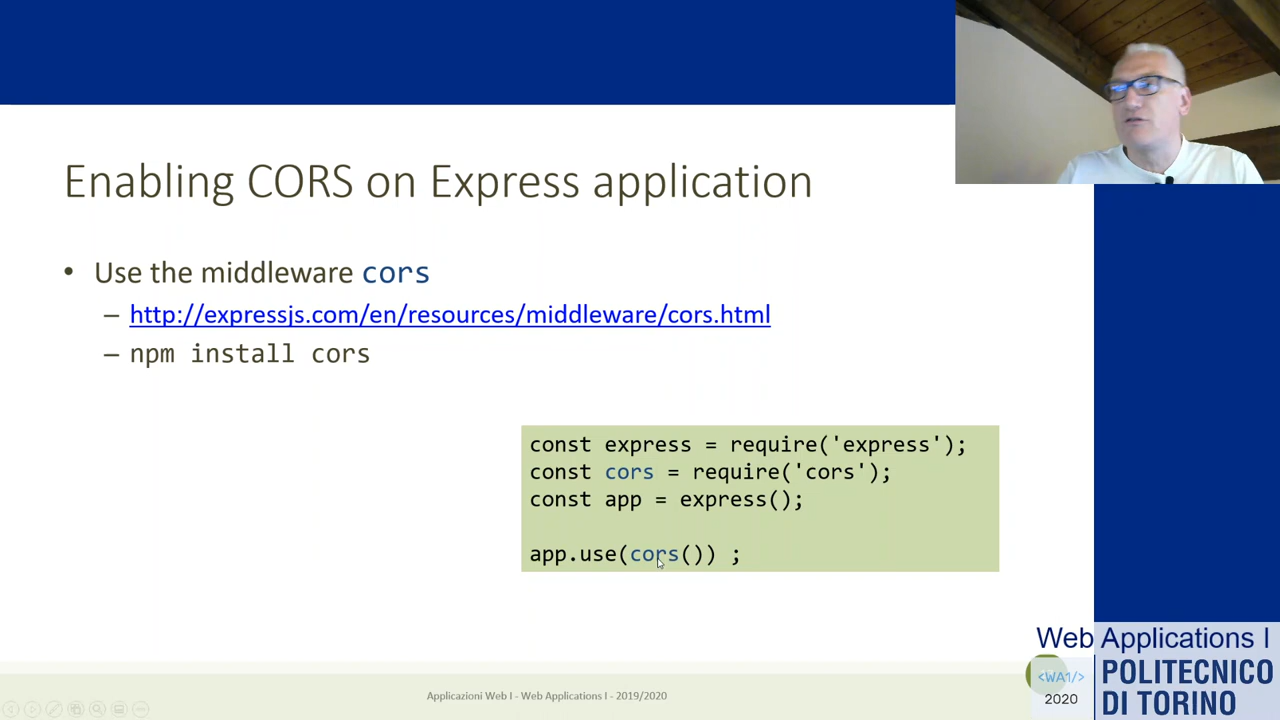 Enabling CORS on Express application
• Use the middleware cors
– http://expressjs.com/en/resources/middleware/cors.html
– npm install cors
const express = require('express');
const cors = require('cors');
const app = express();
app.use(cors()) ;
Applicazioni Web I - Web Applications I - 2019/2020
Web Applications I
<WA1/>
2020
POLITECNICO
DI TORINO